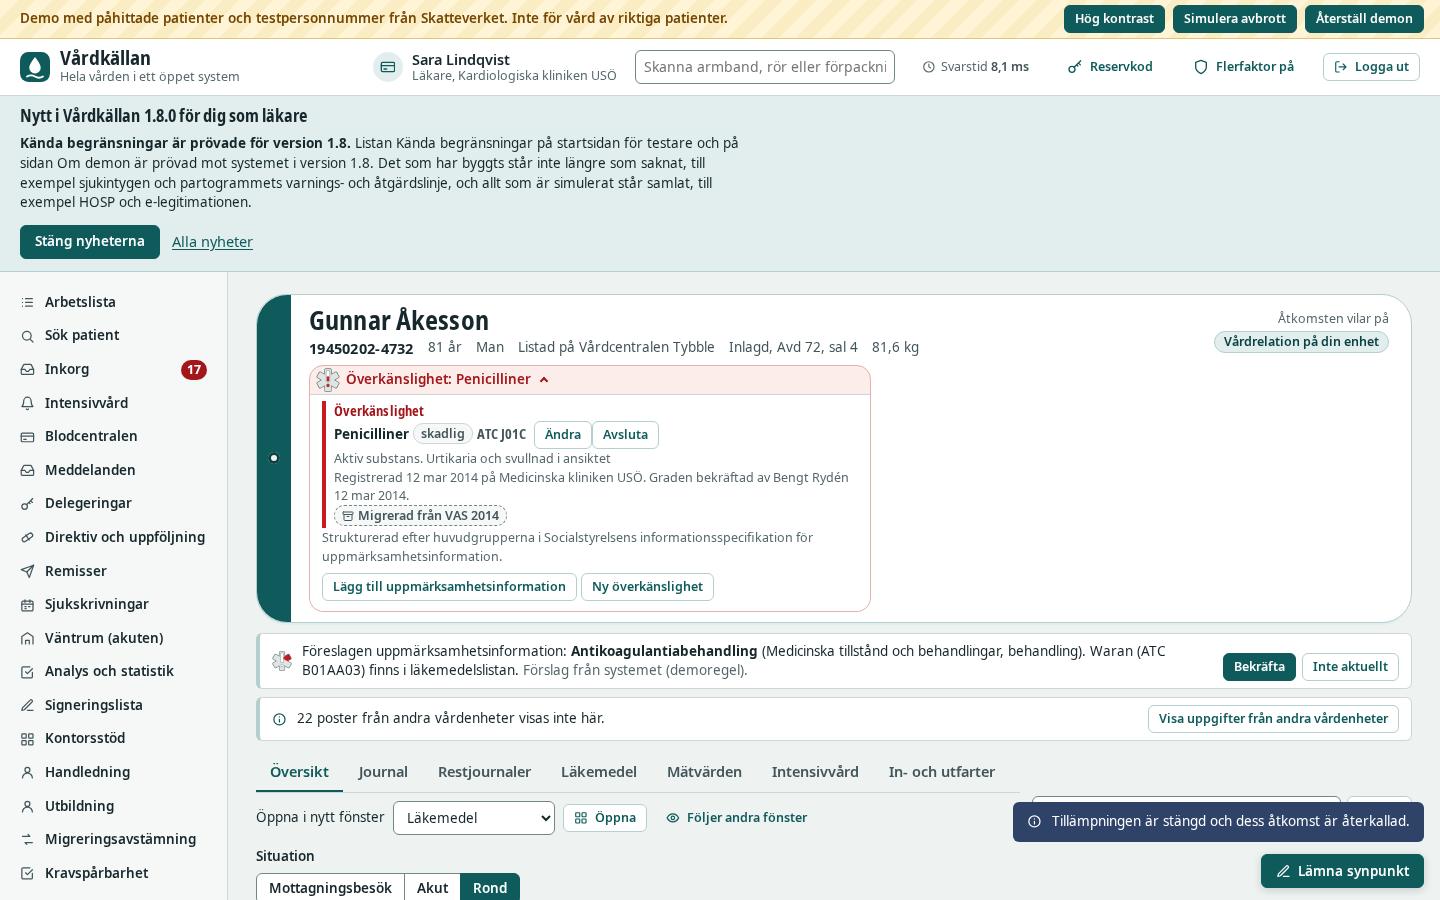 Demo med påhittade patienter och testpersonnummer från Skatteverket. Inte för vård av riktiga patienter.
Hög kontrast
Simulera avbrott
Återställ demon
Vårdkällan
Hela vården i ett öppet system
Sara Lindqvist
Läkare, Kardiologiska kliniken USÖ
Skanna armband, rör eller förpackni
Svarstid 8,1 ms
Reservkod
Flerfaktor på
Logga ut
Nytt i Vårdkällan 1.8.0 för dig som läkare
Kända begränsningar är prövade för version 1.8. Listan Kända begränsningar på startsidan för testare och på
sidan Om demon är prövad mot systemet i version 1.8. Det som har byggts står inte längre som saknat, till
exempel sjukintygen och partogrammets varnings- och åtgärdslinje, och allt som är simulerat står samlat, till
exempel HOSP och e-legitimationen.
Stäng nyheterna
Alla nyheter
Arbetslista
Sök patient
Inkorg
17
Intensivvård
Blodcentralen
Meddelanden
Delegeringar
Direktiv och uppföljning
Remisser
Sjukskrivningar
Väntrum (akuten)
Analys och statistik
Signeringslista
Kontorsstöd
Handledning
Utbildning
Migreringsavstämning
Kravspårbarhet
Gunnar Åkesson
19450202-4732 81 år Man Listad på Vårdcentralen Tybble Inlagd, Avd 72, sal 4 81,6 kg
Åtkomsten vilar på
Vårdrelation på din enhet
Överkänslighet: Penicilliner
Överkänslighet
Penicilliner skadlig ATC J01C Ändra Avsluta
Aktiv substans. Urtikaria och svullnad i ansiktet
Registrerad 12 mar 2014 på Medicinska kliniken USÖ. Graden bekräftad av Bengt Rydén
12 mar 2014.
Migrerad från VAS 2014
Strukturerad efter huvudgrupperna i Socialstyrelsens informationsspecifikation för
uppmärksamhetsinformation.
Lägg till uppmärksamhetsinformation
Ny överkänslighet
Föreslagen uppmärksamhetsinformation: Antikoagulantiabehandling (Medicinska tillstånd och behandlingar, behandling). Waran (ATC
B01AA03) finns i läkemedelslistan. Förslag från systemet (demoregel).
Bekräfta
Inte aktuellt
22 poster från andra vårdenheter visas inte här.
Visa uppgifter från andra vårdenheter
Översikt
Journal
Restjournaler
Läkemedel
Mätvärden
Intensivvård
In- och utfarter
Öppna i nytt fönster
Läkemedel
Öppna
Följer andra fönster
Tillämpningen är stängd och dess åtkomst är återkallad.
Situation
Mottagningsbesök
Akut
Rond
Lämna synpunkt